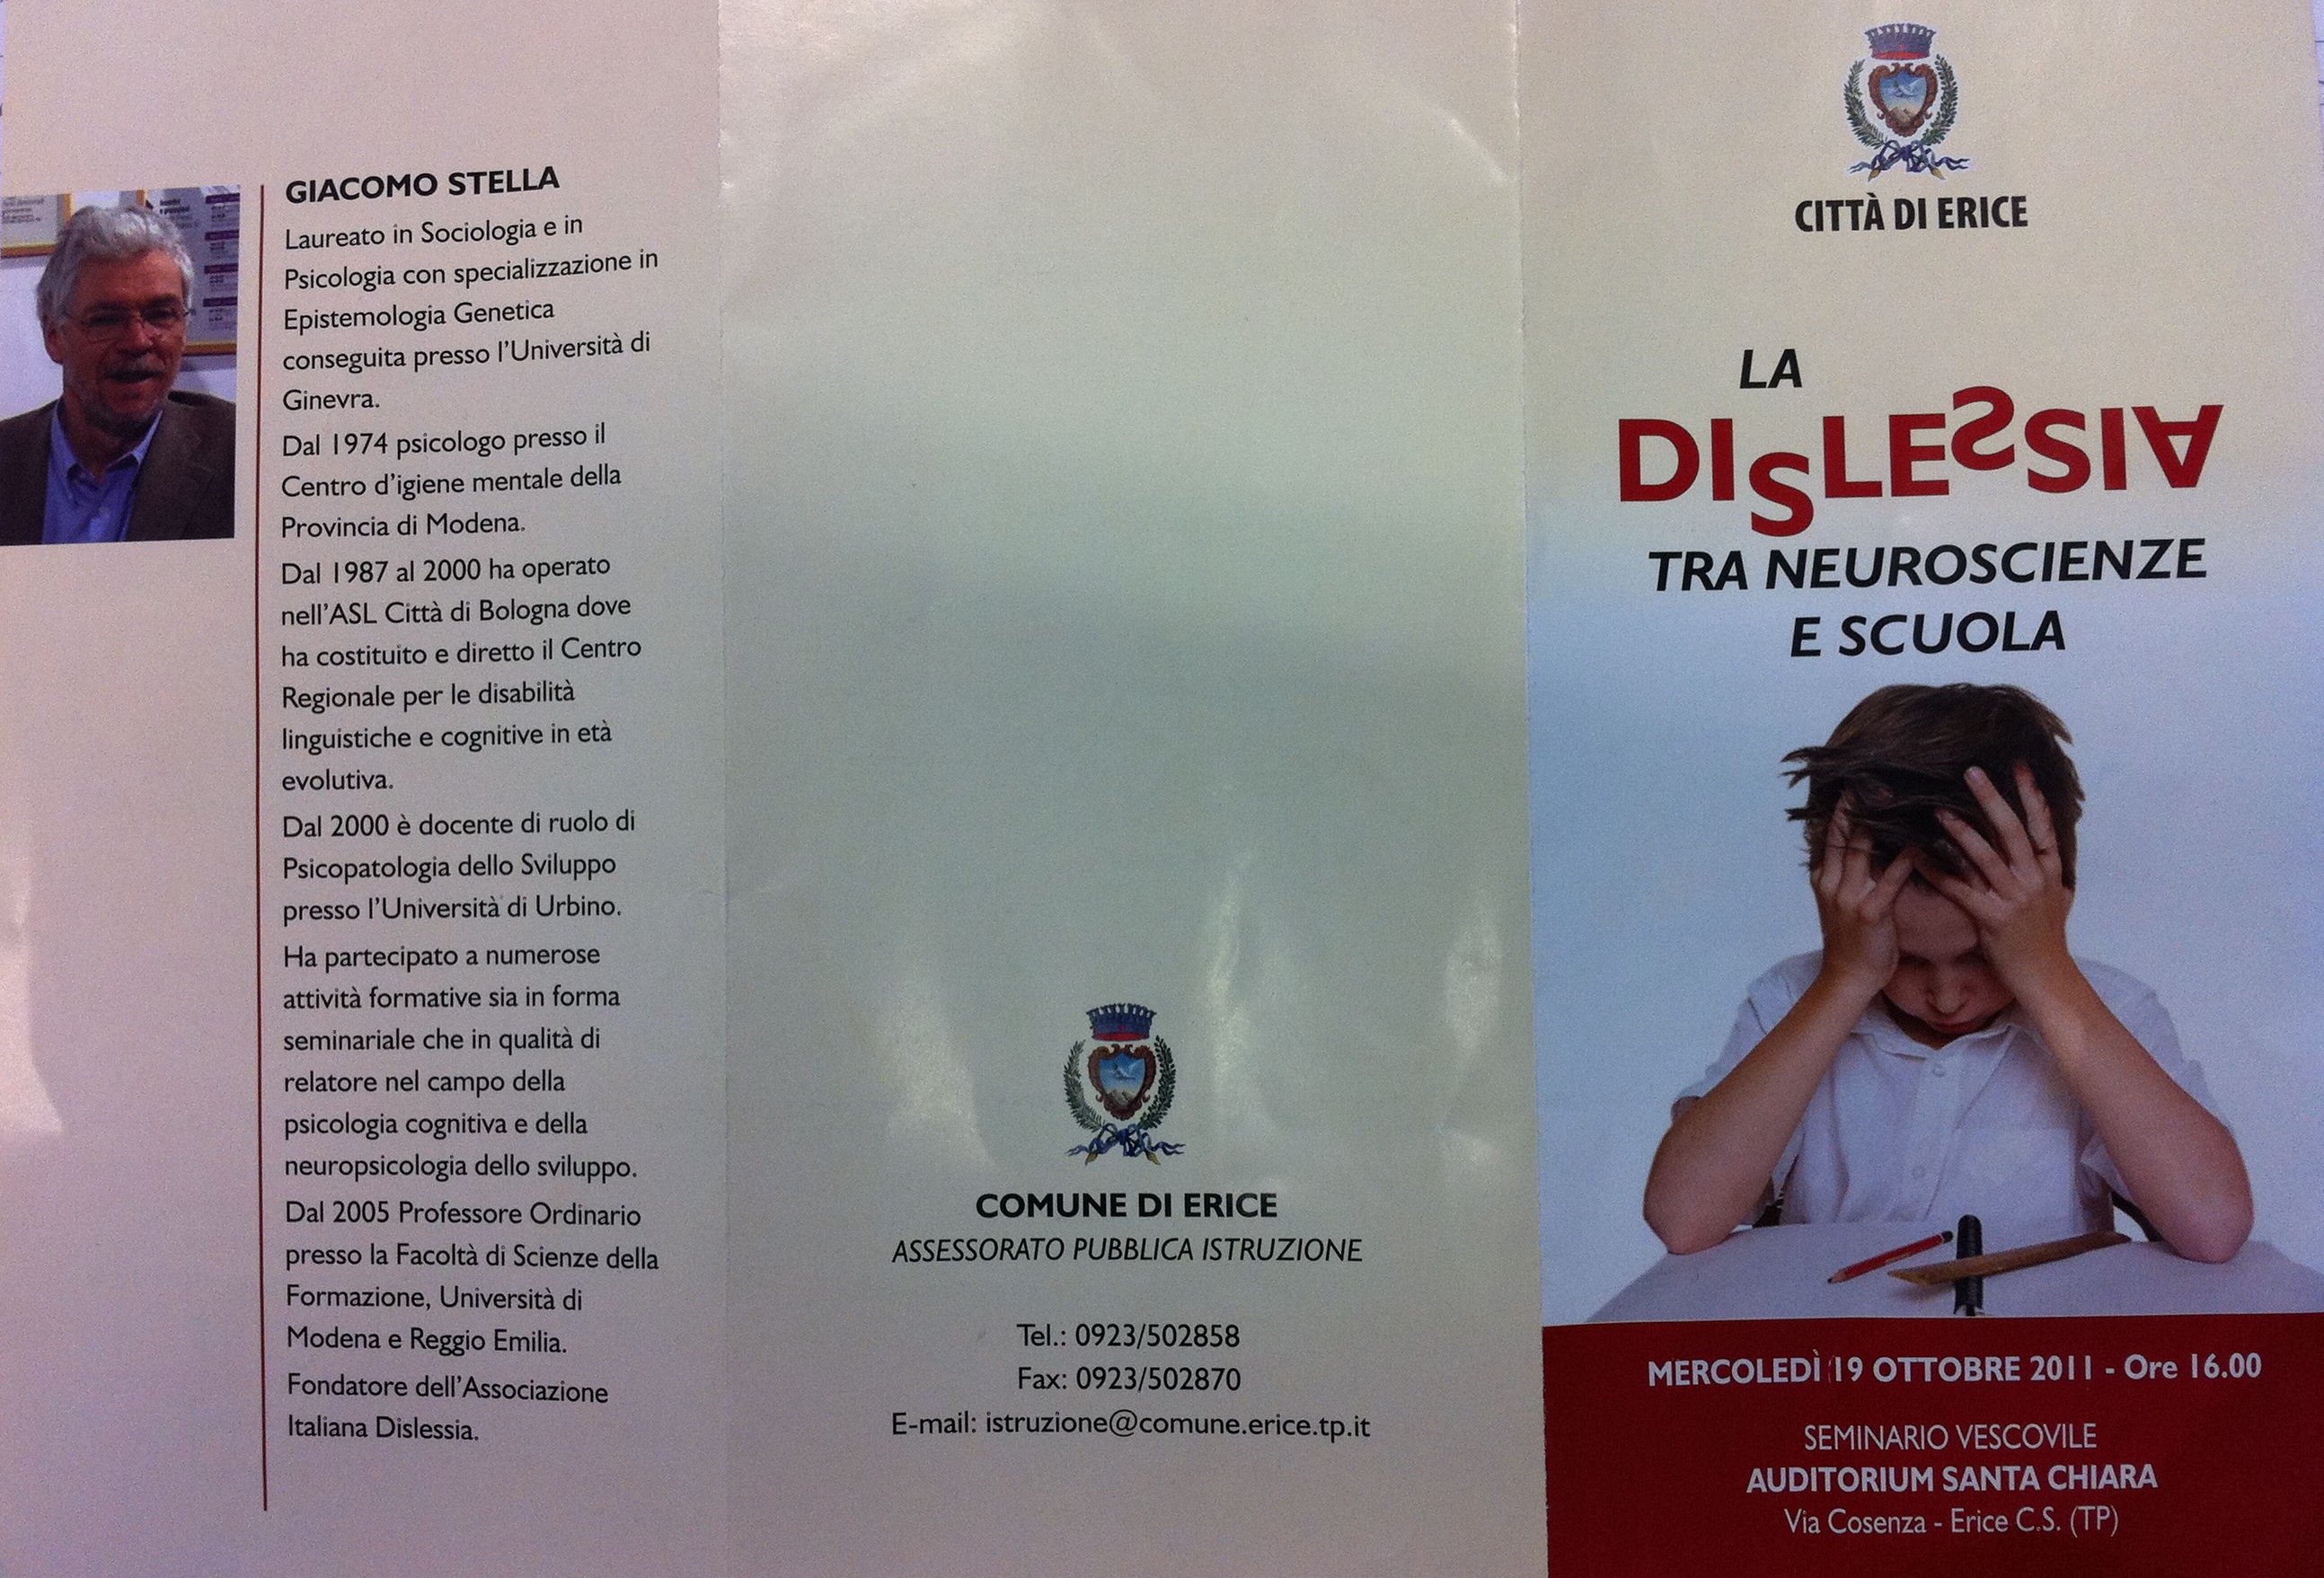 GIACOMO STELLA
Laureato in Sociologia e in
Psicologia con specializzazione in
Epistemologia Genetica
conseguita presso l'Università di
Ginevra.
Dal 1974 psicologo presso il
Centro d'igiene mentale della
Provincia di Modena.
Dal 1987 al 2000 ha operato
nell'ASL Città di Bologna dove
ha costituito e diretto il Centro
Regionale per le disabilità
linguistiche e cognitive in età
evolutiva.
Dal 2000 è docente di ruolo di
Psicopatologia dello Sviluppo
presso l'Università di Urbino.
Ha partecipato a numerose
attività formative sia in forma
seminariale che in qualità di
relatore nel campo della
psicologia cognitiva e della
neuropsicologia dello sviluppo.
Dal 2005 Professore Ordinario
presso la Facoltà di Scienze della
Formazione, Università di
Modena e Reggio Emilia.
Fondatore dell'Associazione
Italiana Dislessia.
COMUNE DI ERICE
ASSESSORATO PUBBLICA ISTRUZIONE
Tel.: 0923/502858
Fax: 0923/502870
E-mail: istruzione@comune.erice.tp.it
CITTÀ DI ERICE
LA
DISLESSIA
TRA NEUROSCIENZE
E SCUOLA
MERCOLEDÌ 19 OTTOBRE 2011 - Ore 16.00
SEMINARIO VESCOVILE
AUDITORIUM SANTA CHIARA
Via Cosenza - Erice C.S. (TP)